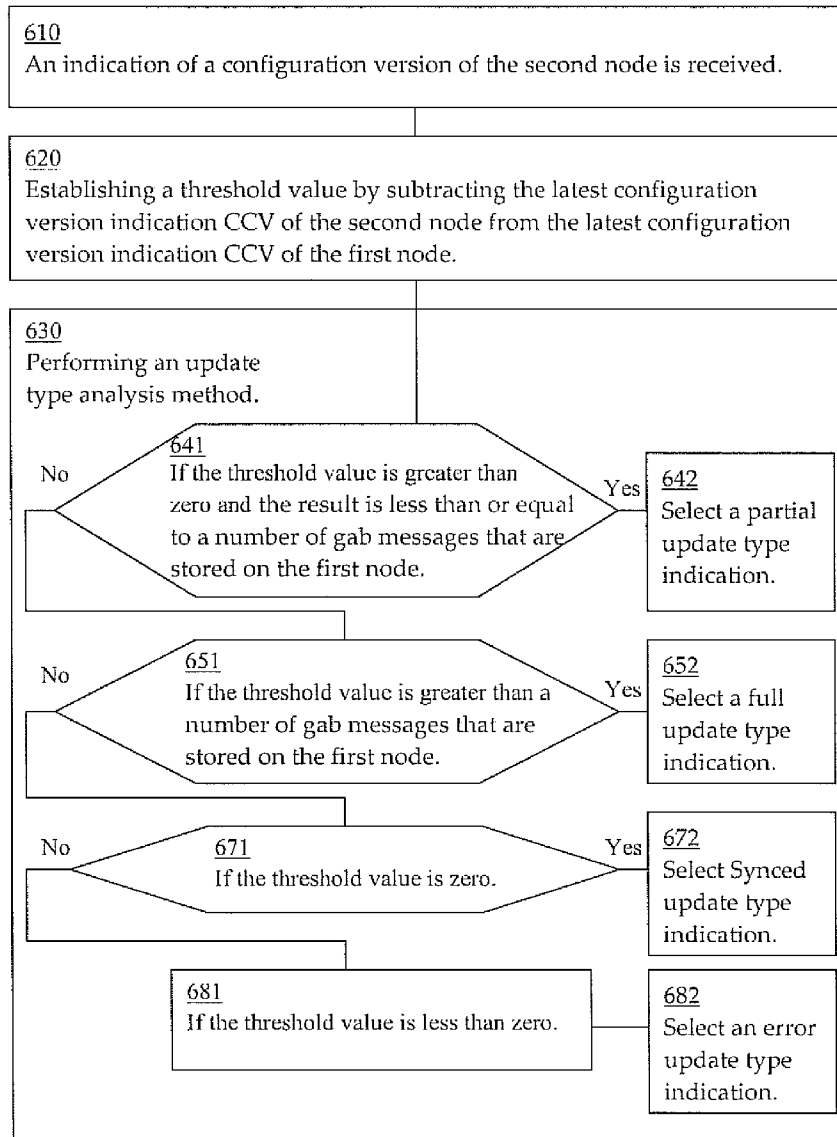 610
An indication of a configuration version of the second node is received.
620
Establishing a threshold value by subtracting the latest configuration
version indication CCV of the second node from the latest configuration
version indication CCV of the first node.
630
Performing an update
type analysis method.
641
If the threshold value is greater than
zero and the result is less than or equal
to a number of gab messages that are
stored on the first node.
No
Yes
642
Select a partial
update type
indication.
651
If the threshold value is greater than a
number of gab messages that are
stored on the first node.
No
Yes
652
Select a full
update type
indication.
671
If the threshold value is zero.
No
Yes
672
Select Synced
update type
indication.
681
If the threshold value is less than zero.
682
Select an error
update type
indication.